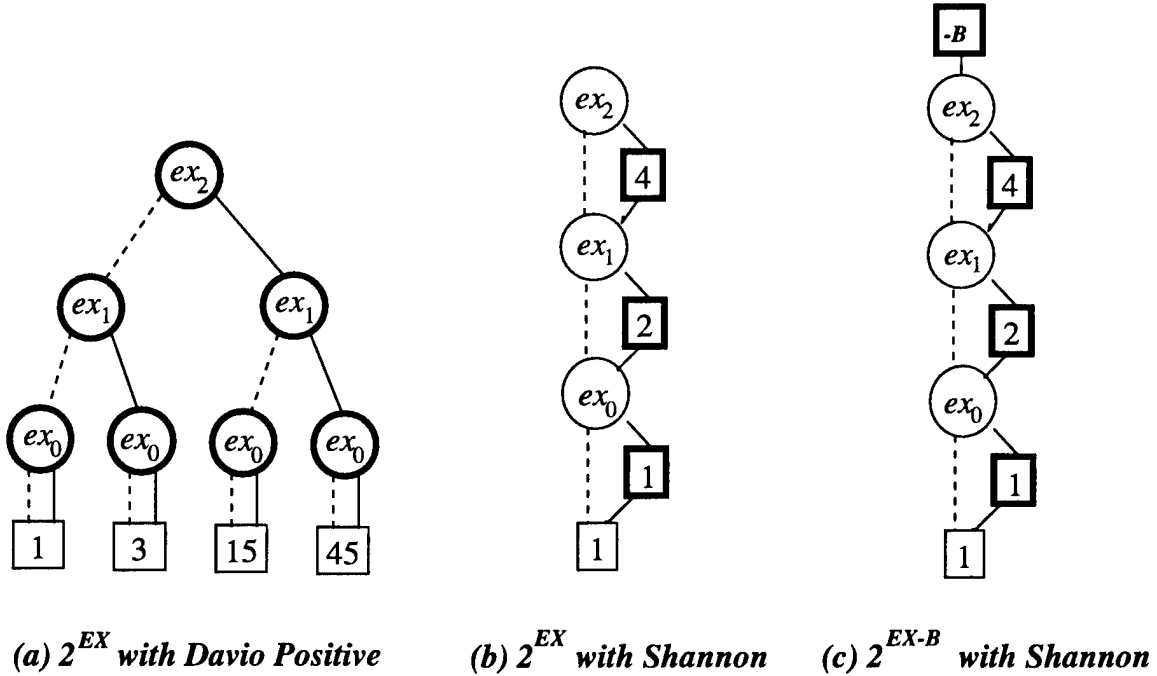 ex2
ex1 ex1
ex0 ex0 ex0 ex0
1 3 15 45
(a) 2^EX with Davio Positive
ex2
4
ex1
2
ex0
1
1
(b) 2^EX with Shannon
-B
ex2
4
ex1
2
ex0
1
1
(c) 2^EX-B with Shannon